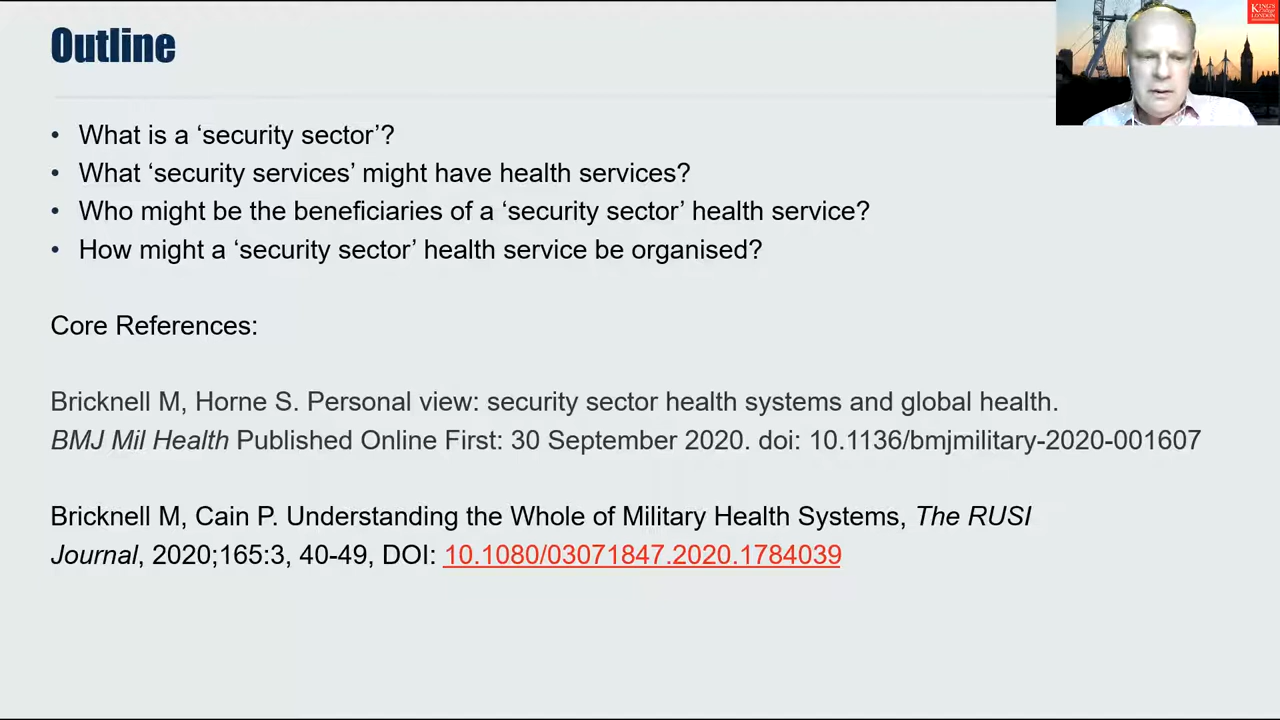 Outline
KING'S
College
LONDON
• What is a ‘security sector’?
• What ‘security services’ might have health services?
• Who might be the beneficiaries of a ‘security sector’ health service?
• How might a ‘security sector’ health service be organised?
Core References:
Bricknell M, Horne S. Personal view: security sector health systems and global health.
BMJ Mil Health Published Online First: 30 September 2020. doi: 10.1136/bmjmilitary-2020-001607
Bricknell M, Cain P. Understanding the Whole of Military Health Systems, The RUSI
Journal, 2020;165:3, 40-49, DOI: 10.1080/03071847.2020.1784039